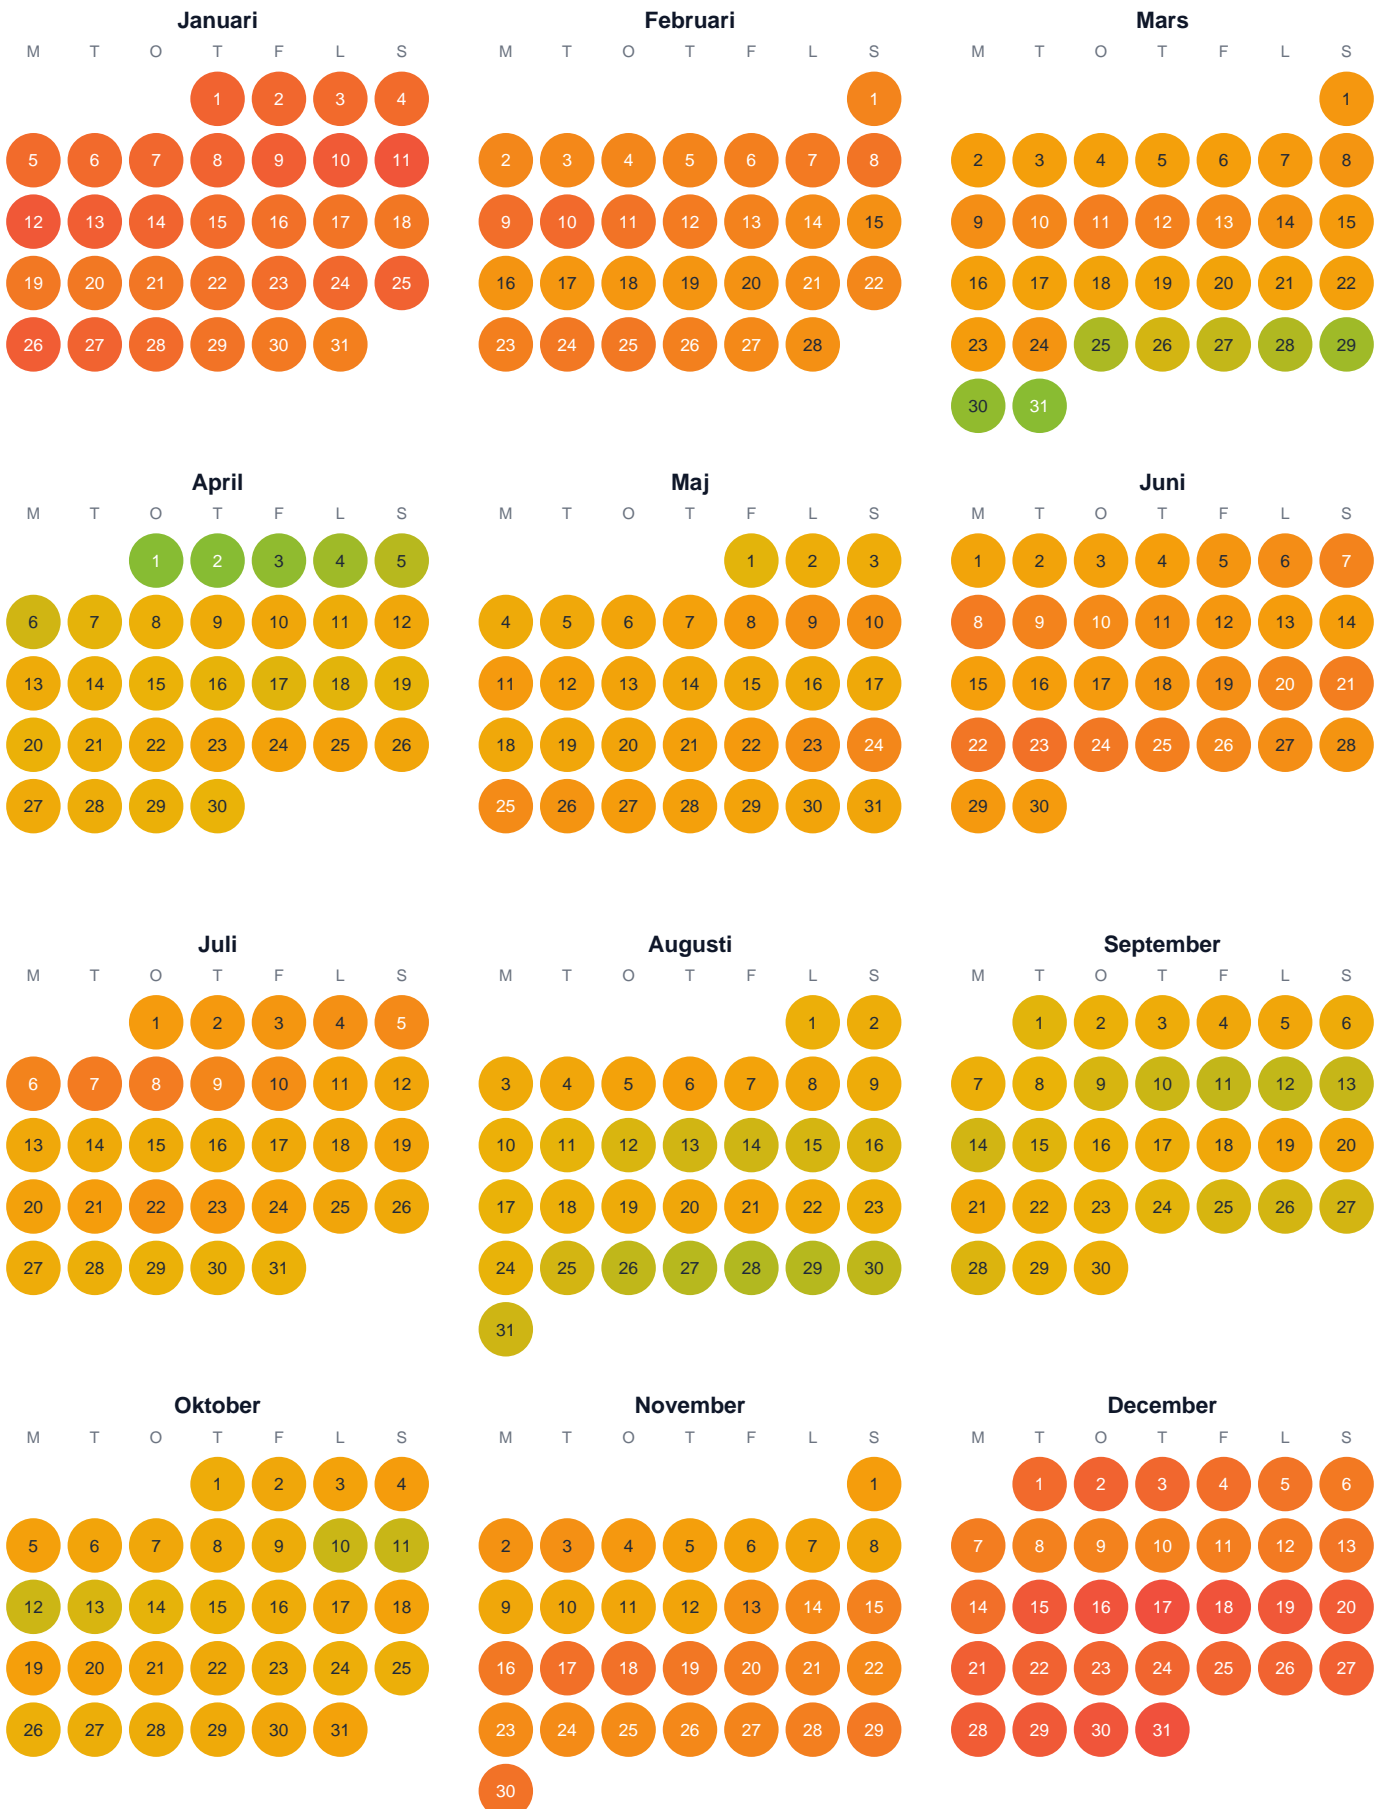 Januari Februari Mars
M T O T F L S M T O T F L S M T O T F L S
1 2 3 4 1 1
5 6 7 8 9 10 11 2 3 4 5 6 7 8 2 3 4 5 6 7 8
12 13 14 15 16 17 18 9 10 11 12 13 14 15 9 10 11 12 13 14 15
19 20 21 22 23 24 25 16 17 18 19 20 21 22 16 17 18 19 20 21 22
26 27 28 29 30 31 23 24 25 26 27 28 23 24 25 26 27 28 29
30 31
April Maj Juni
M T O T F L S M T O T F L S M T O T F L S
1 2 3 4 5 1 2 3 1 2 3 4 5 6 7
6 7 8 9 10 11 12 4 5 6 7 8 9 10 8 9 10 11 12 13 14
13 14 15 16 17 18 19 11 12 13 14 15 16 17 15 16 17 18 19 20 21
20 21 22 23 24 25 26 18 19 20 21 22 23 24 22 23 24 25 26 27 28
27 28 29 30 25 26 27 28 29 30 31 29 30
Juli Augusti September
M T O T F L S M T O T F L S M T O T F L S
1 2 3 4 5 1 2 1 2 3 4 5 6
6 7 8 9 10 11 12 3 4 5 6 7 8 9 7 8 9 10 11 12 13
13 14 15 16 17 18 19 10 11 12 13 14 15 16 14 15 16 17 18 19 20
20 21 22 23 24 25 26 17 18 19 20 21 22 23 21 22 23 24 25 26 27
27 28 29 30 31 24 25 26 27 28 29 30 28 29 30
31
Oktober November December
M T O T F L S M T O T F L S M T O T F L S
1 2 3 4 1 1 2 3 4 5 6
5 6 7 8 9 10 11 2 3 4 5 6 7 8 7 8 9 10 11 12 13
12 13 14 15 16 17 18 9 10 11 12 13 14 15 14 15 16 17 18 19 20
19 20 21 22 23 24 25 16 17 18 19 20 21 22 21 22 23 24 25 26 27
26 27 28 29 30 31 23 24 25 26 27 28 29 28 29 30 31
30